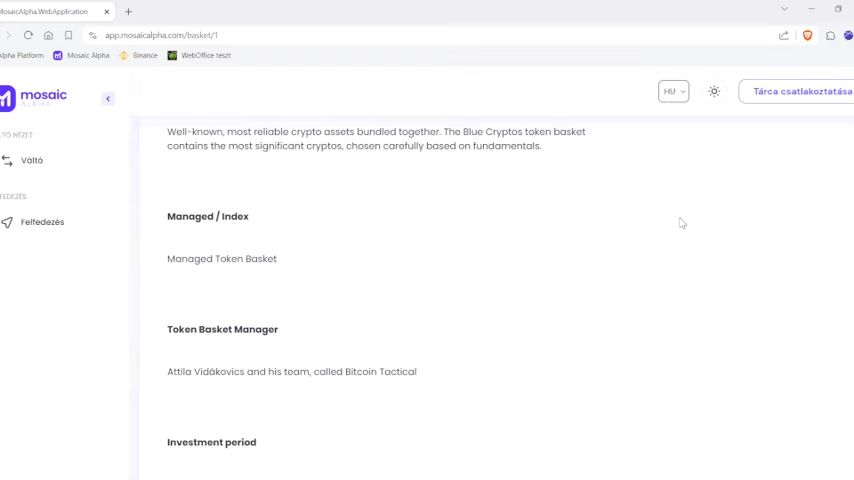 MosaicAlpha.WebApplication
app.mosaicalpha.com/basket/1
Alpha Platform
Mosaic Alpha
Binance
WebOffice teszt
mosaic
ALPHA
HU
Tárca csatlakoztatása
TÓ NÉZET
Váltó
FEDEZÉS
Felfedezés
Well-known, most reliable crypto assets bundled together. The Blue Cryptos token basket
contains the most significant cryptos, chosen carefully based on fundamentals.
Managed / Index
Managed Token Basket
Token Basket Manager
Attila Vidákovics and his team, called Bitcoin Tactical
Investment period